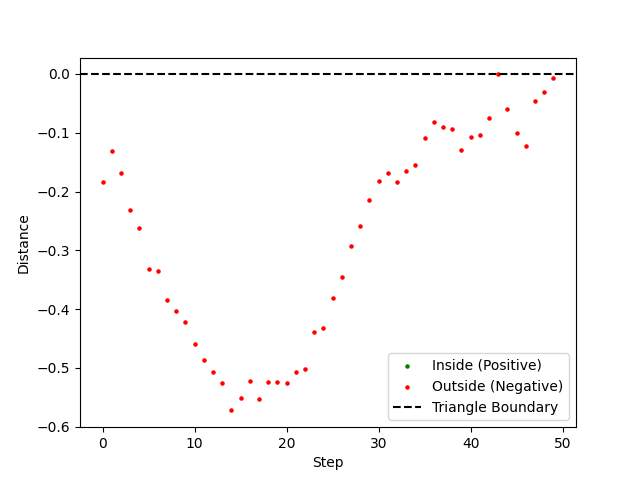 0.0
−0.1
−0.2
−0.3
−0.4
−0.5
−0.6
Distance
0 10 20 30 40 50
Step
Inside (Positive)
Outside (Negative)
Triangle Boundary